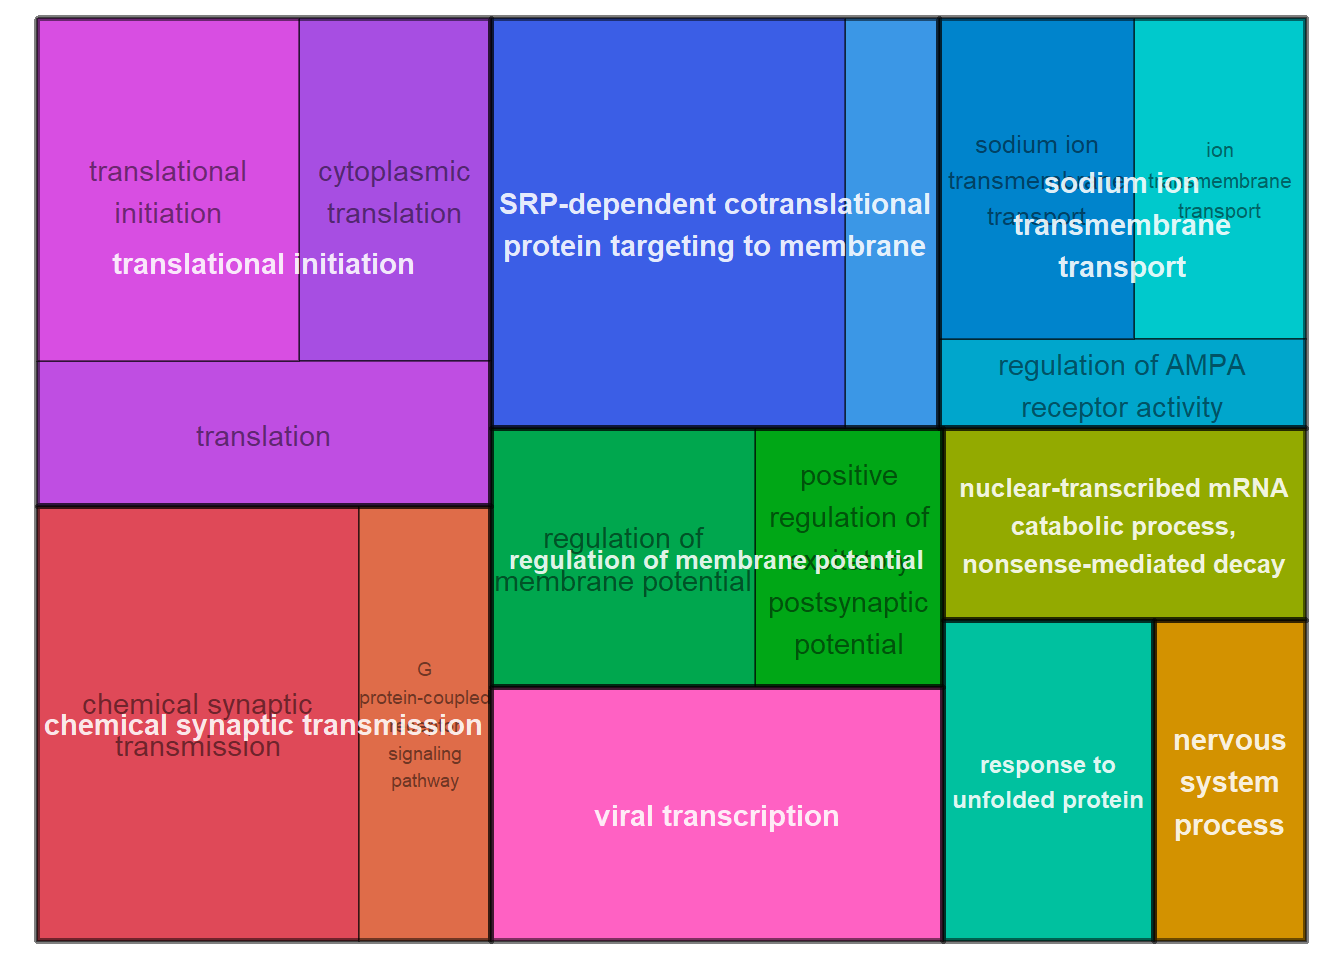 translational
initiation
cytoplasmic
translation
translational initiation
translation
chemical synaptic
transmission
chemical synaptic transmission
G
protein-coupled
receptor
signaling
pathway
SRP-dependent cotranslational
protein targeting to membrane
sodium ion
transmembrane
transport
ion
transmembrane
transport
sodium ion
transmembrane
transport
regulation of AMPA
receptor activity
regulation of
membrane potential
positive
regulation of
excitatory
postsynaptic
potential
regulation of membrane potential
nuclear-transcribed mRNA
catabolic process,
nonsense-mediated decay
viral transcription
response to
unfolded protein
nervous
system
process